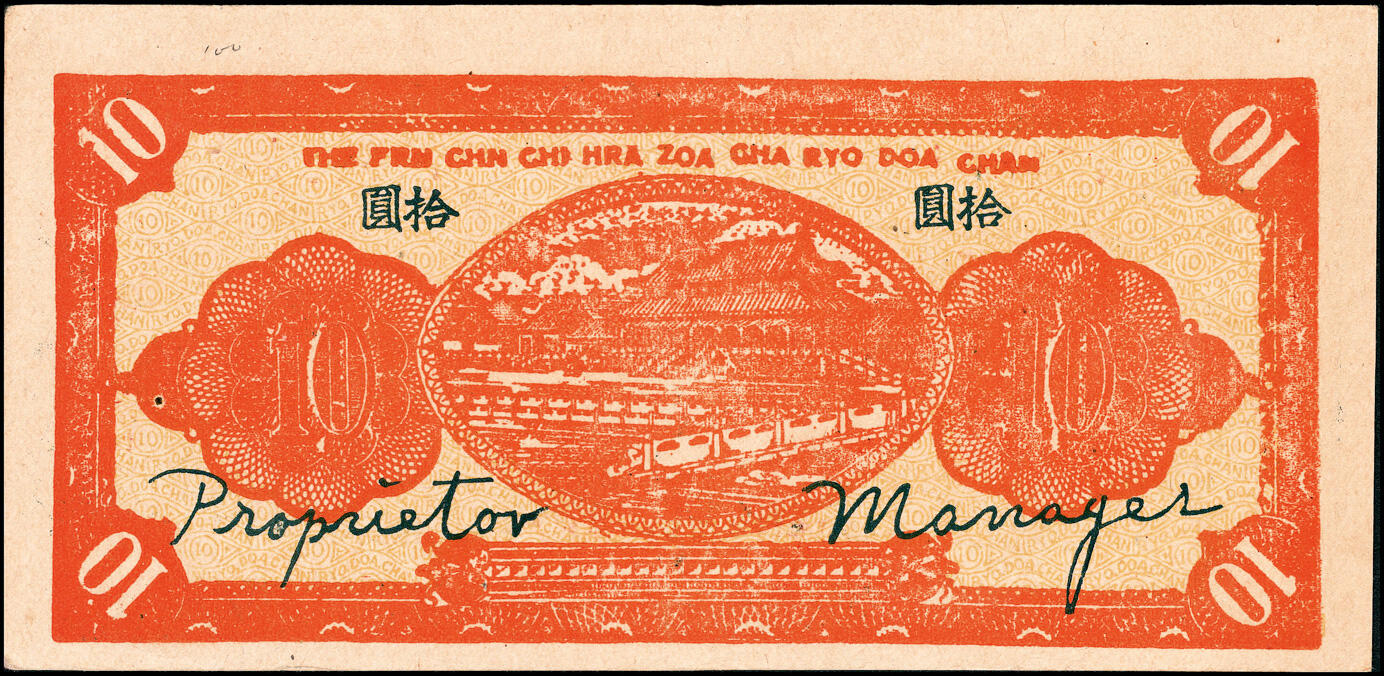 100
10 10
THE FRN CHN CHI HRA ZOA CHA RYO DOA CHAN
圓拾 圓拾
10 10
Proprietor Manager
10 10